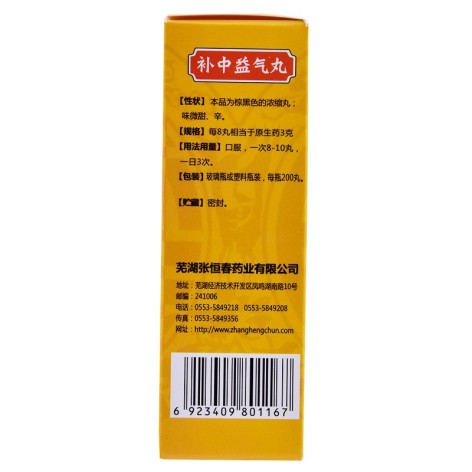 补中益气丸
【性状】本品为棕黑色的浓缩丸；
味微甜、辛。
【规格】每8丸相当于原生药3克
【用法用量】口服，一次8-10丸，
一日3次。
【包装】玻璃瓶或塑料瓶装，每瓶200丸。
【贮藏】密封。
芜湖张恒春药业有限公司
地址：芜湖经济技术开发区凤鸣湖南路10号
邮编：241006
电话：0553-5849218 0553-5849208
传真：0553-5849356
网址：http://www.zhanghengchun.com
6 923409 801167